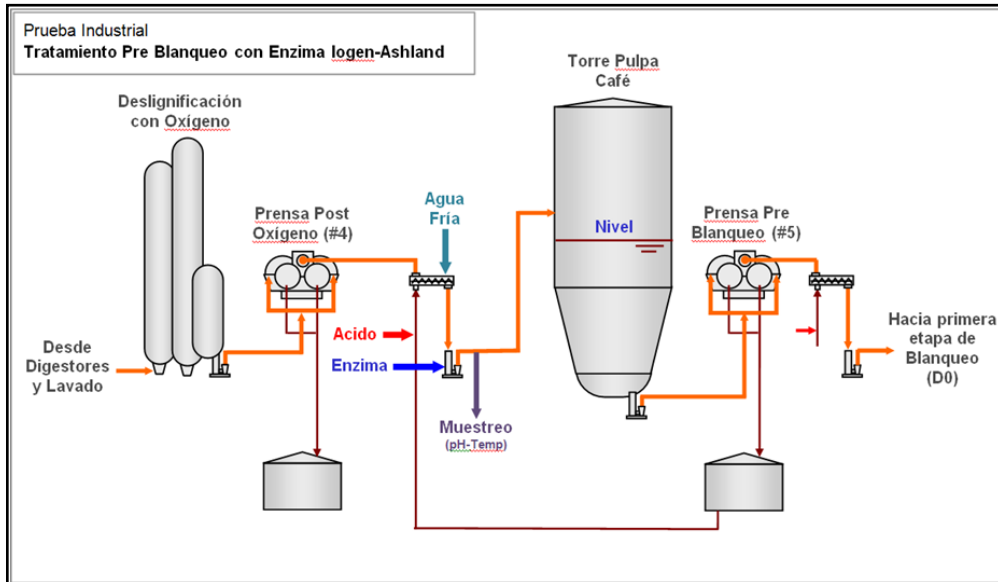 Prueba Industrial
Tratamiento Pre Blanqueo con Enzima Iogen-Ashland
Torre Pulpa
Café
Deslignificación
con Oxígeno
Agua
Fría
Prensa Post
Oxígeno (#4)
Nivel
Prensa Pre
Blanqueo (#5)
Acido
Enzima
Desde
Digestores
y Lavado
Muestreo
(pH-Temp)
Hacia primera
etapa de
Blanqueo
(D0)